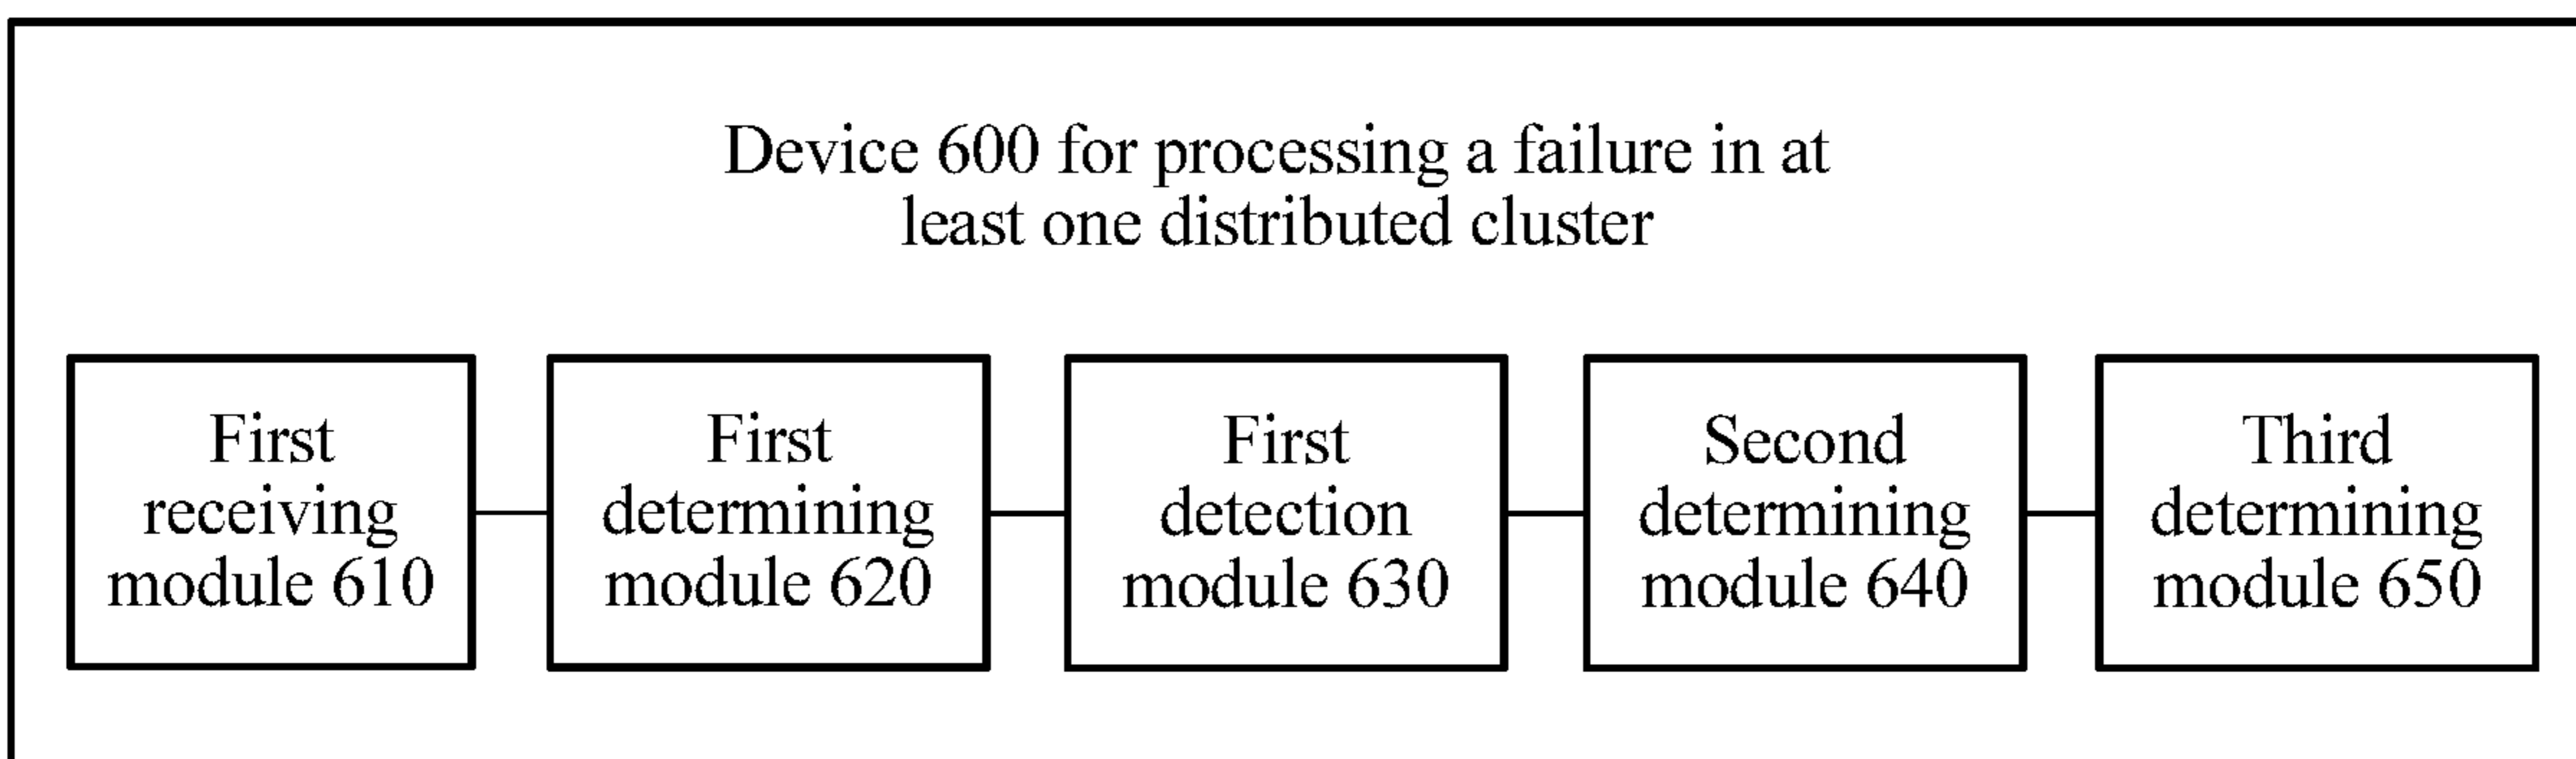 Device 600 for processing a failure in at
least one distributed cluster
First
receiving
module 610
First
determining
module 620
First
detection
module 630
Second
determining
module 640
Third
determining
module 650